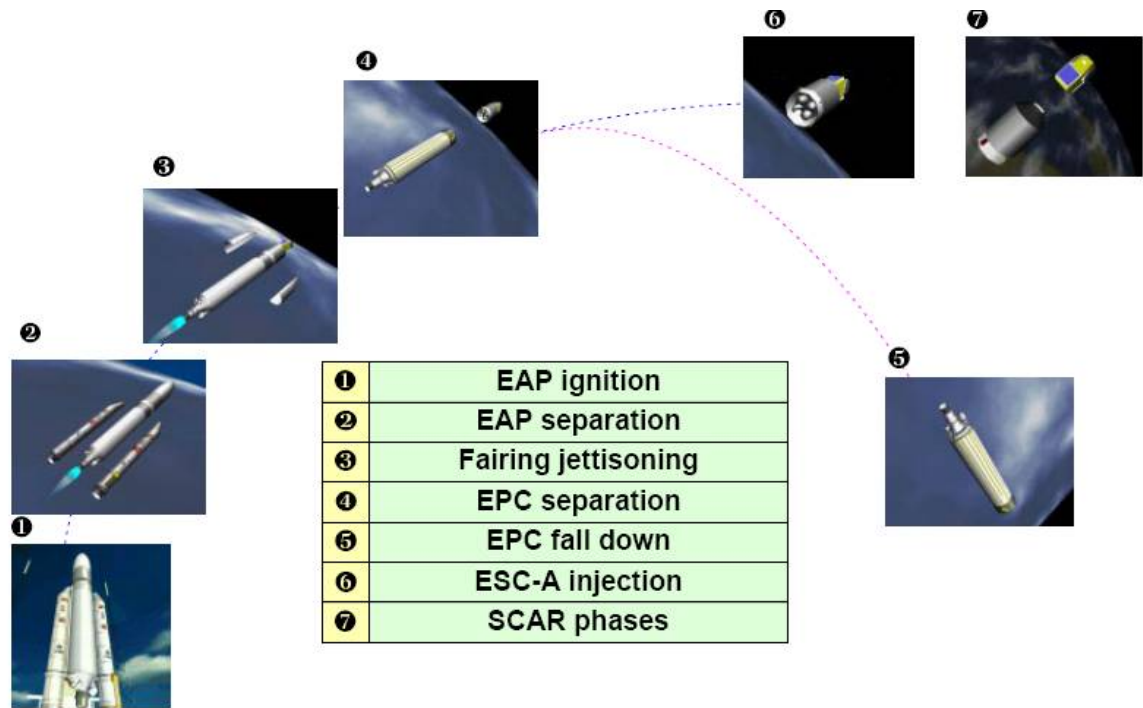 ❻ ❼
❹
❸
❷
❺
❶
❶ EAP ignition
❷ EAP separation
❸ Fairing jettisoning
❹ EPC separation
❺ EPC fall down
❻ ESC-A injection
❼ SCAR phases